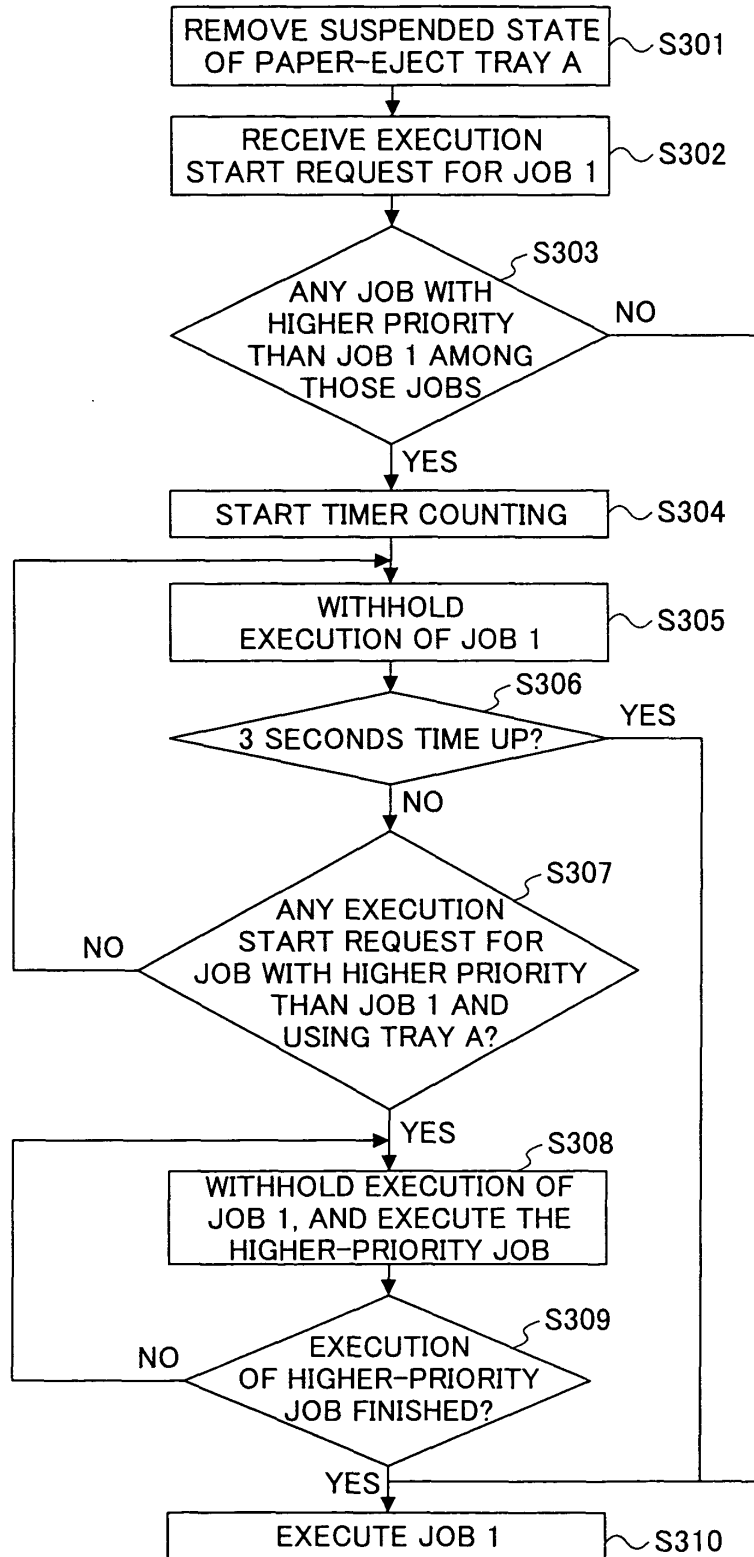 REMOVE SUSPENDED STATE
OF PAPER-EJECT TRAY A
S301
RECEIVE EXECUTION
START REQUEST FOR JOB 1
S302
S303
ANY JOB WITH
HIGHER PRIORITY
THAN JOB 1 AMONG
THOSE JOBS
NO
YES
START TIMER COUNTING
S304
WITHHOLD
EXECUTION OF JOB 1
S305
S306
3 SECONDS TIME UP?
YES
NO
S307
ANY EXECUTION
START REQUEST FOR
JOB WITH HIGHER PRIORITY
THAN JOB 1 AND
USING TRAY A?
NO
YES
S308
WITHHOLD EXECUTION OF
JOB 1, AND EXECUTE THE
HIGHER-PRIORITY JOB
S309
EXECUTION
OF HIGHER-PRIORITY
JOB FINISHED?
NO
YES
EXECUTE JOB 1
S310